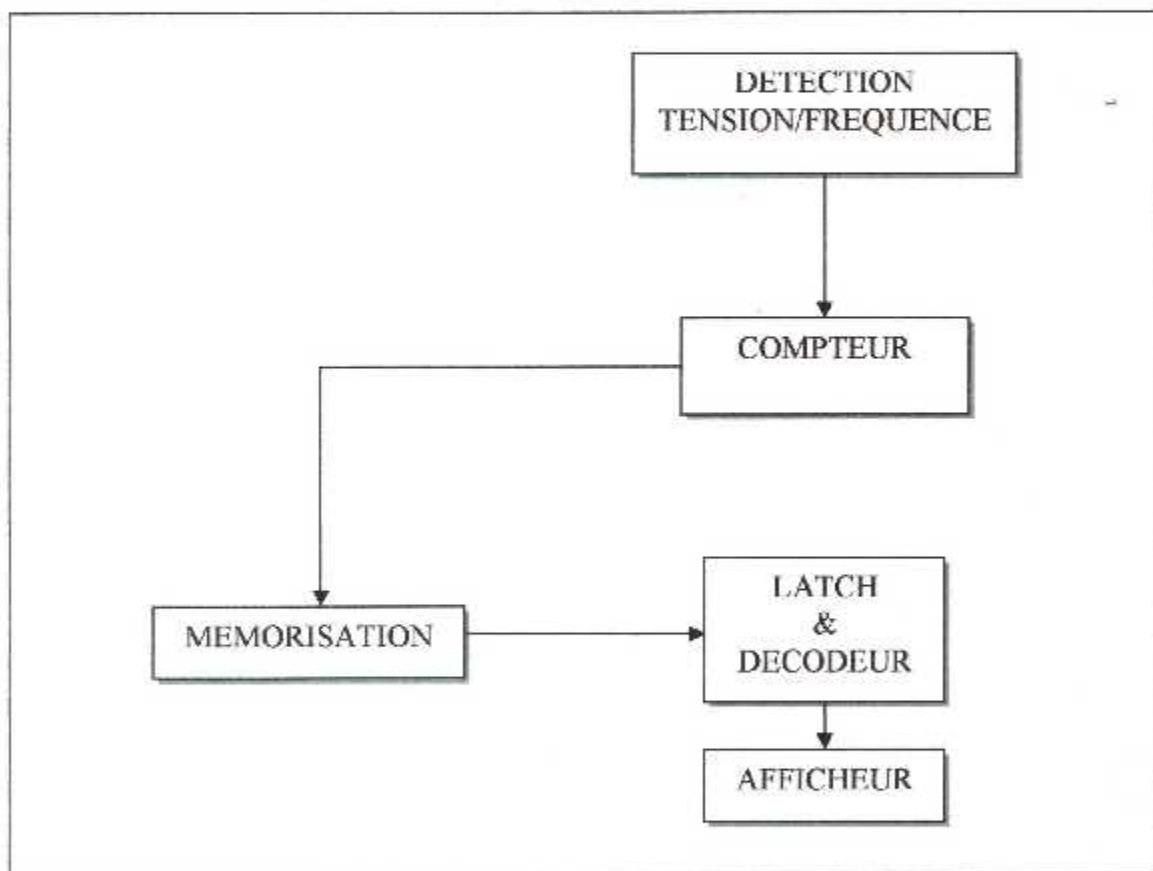 DETECTION
TENSION/FREQUENCE
COMPTEUR
MEMORISATION
LATCH
&
DECODEUR
AFFICHEUR